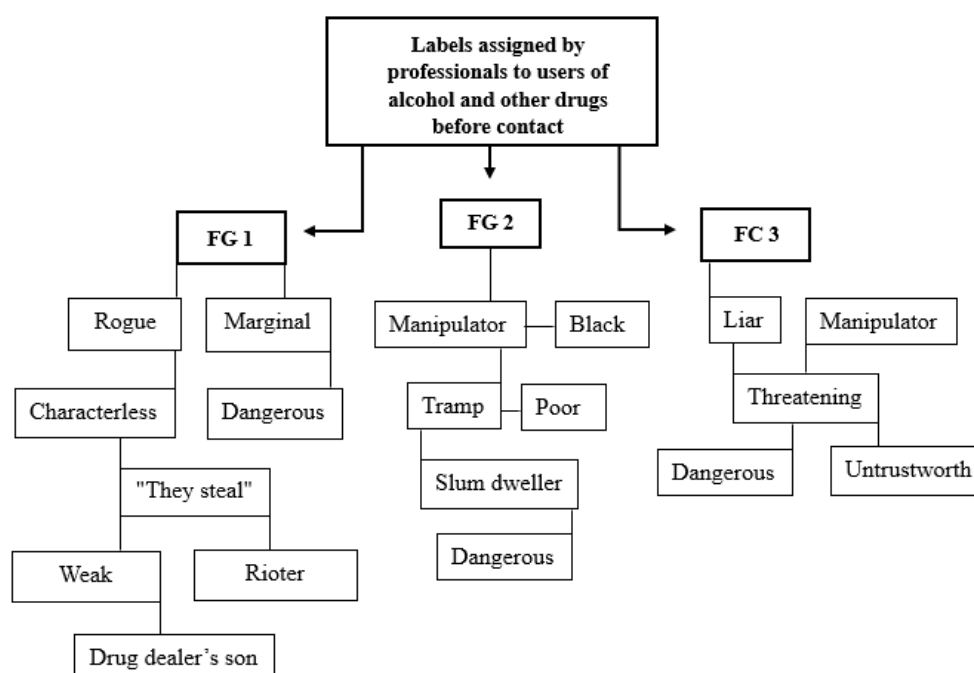 Labels assigned by
professionals to users of
alcohol and other drugs
before contact
FG 1
FG 2
FC 3
Rogue
Marginal
Manipulator
Black
Liar
Manipulator
Characterless
Dangerous
Tramp
Poor
Threatening
"They steal"
Slum dweller
Dangerous
Untrustworth
Weak
Rioter
Dangerous
Drug dealer’s son